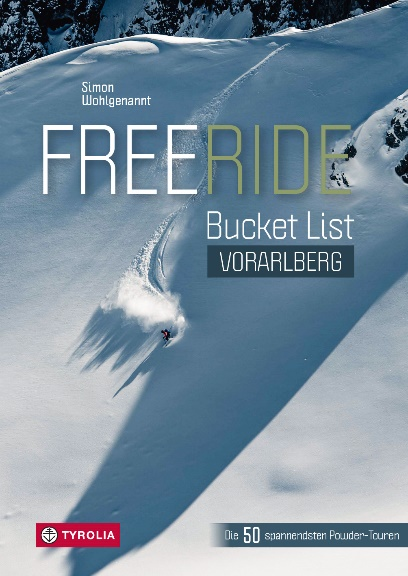 Simon
Wohlgenannt
FREERIDE
Bucket List
VORARLBERG
TYROLIA
Die 50 spannendsten Powder-Touren